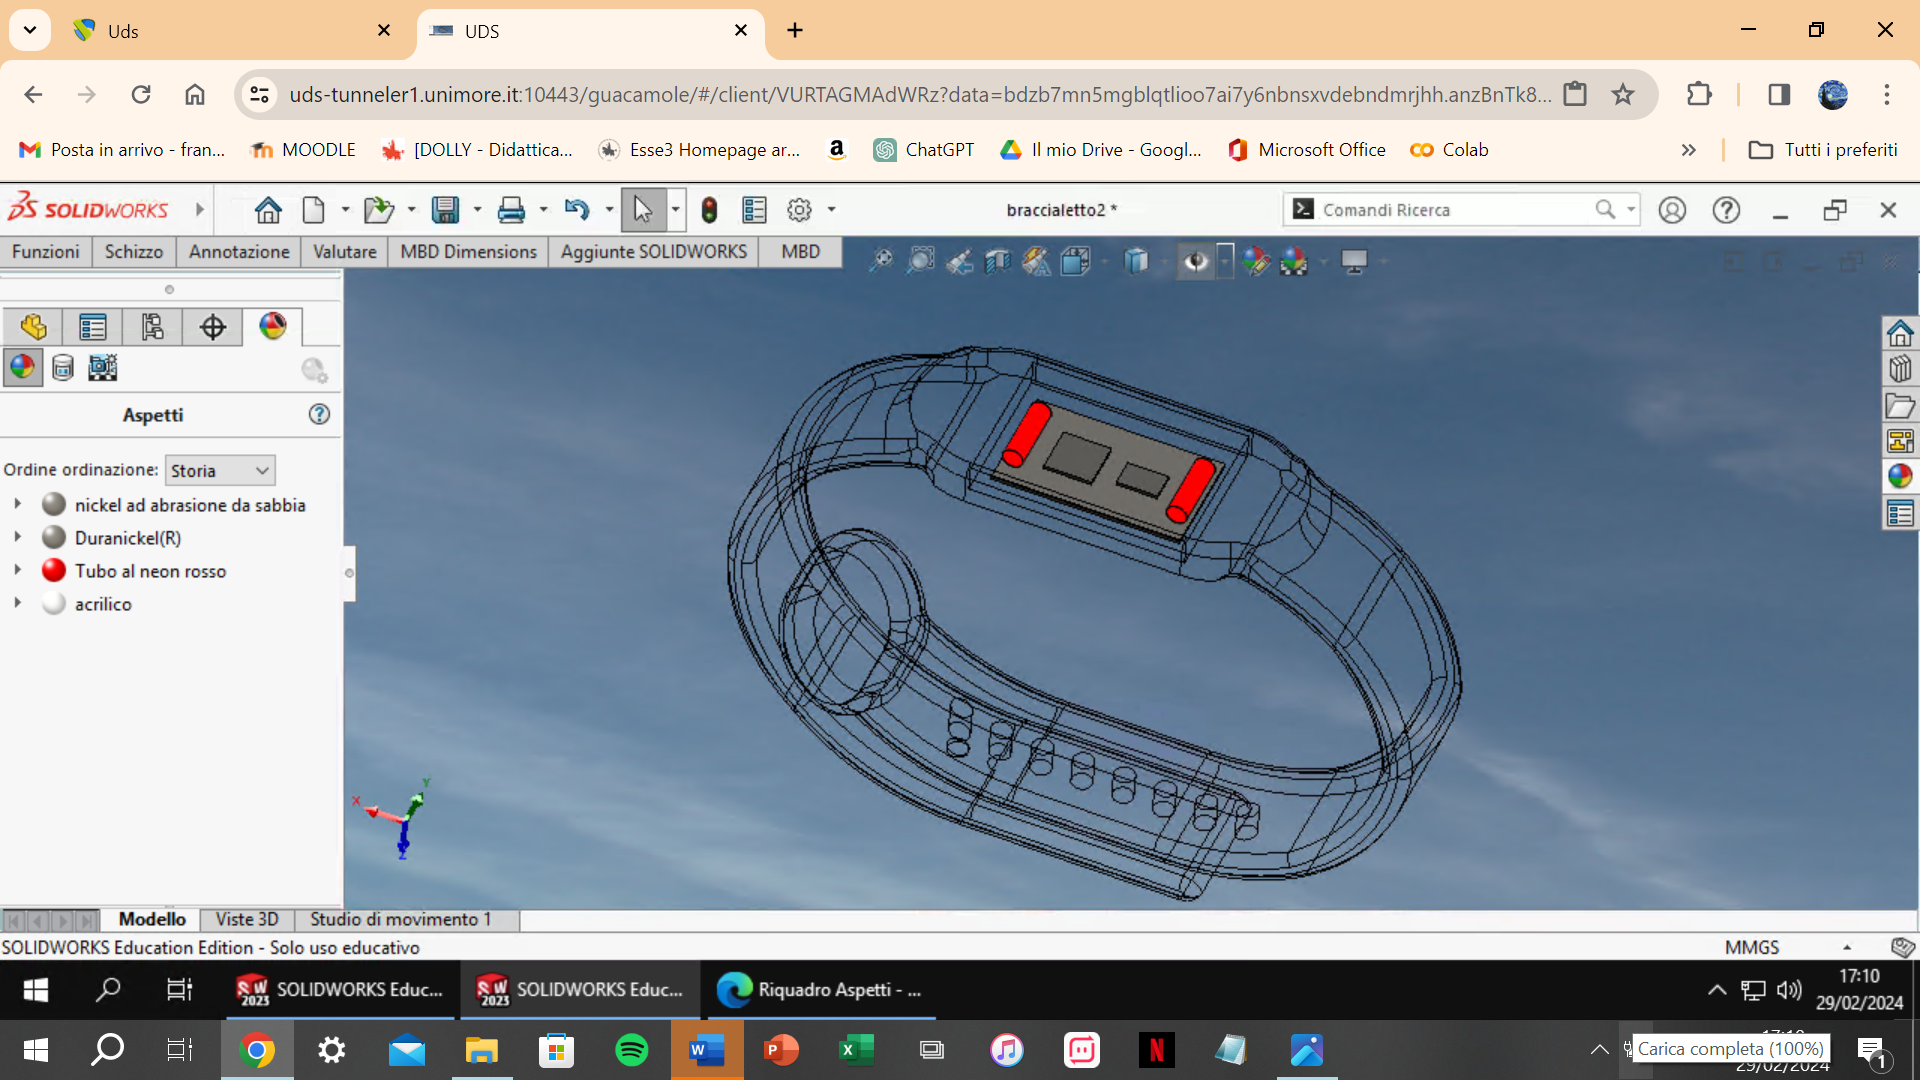 Uds
UDS
uds-tunneler1.unimore.it:10443/guacamole/#/client/VURTAGMAdWRz?data=bdzb7mn5mgblqtlioo7ai7y6nbnsxvdebndmrjhh.anzBnTk8...
Posta in arrivo - fran...
MOODLE
[DOLLY - Didattica...
Esse3 Homepage ar...
ChatGPT
Il mio Drive - Googl...
Microsoft Office
Colab
Tutti i preferiti
SOLIDWORKS
braccialetto2 *
Comandi Ricerca
Funzioni
Schizzo
Annotazione
Valutare
MBD Dimensions
Aggiunte SOLIDWORKS
MBD
Aspetti
Ordine ordinazione:
Storia
nickel ad abrasione da sabbia
Duranickel(R)
Tubo al neon rosso
acrilico
Y
X
Z
Modello
Viste 3D
Studio di movimento 1
SOLIDWORKS Education Edition - Solo uso educativo
MMGS
SOLIDWORKS Educ...
SOLIDWORKS Educ...
Riquadro Aspetti - ...
17:10
29/02/2024
Carica completa (100%)
29/02/2024
1